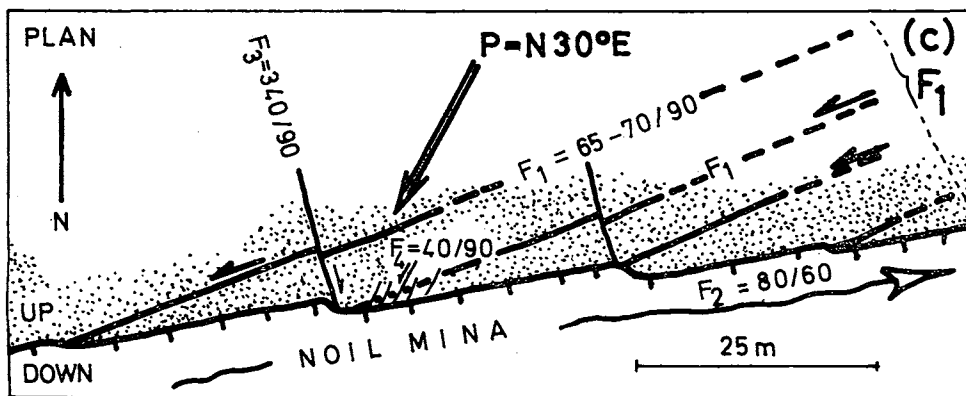 PLAN
N
UP
DOWN
F3=340/90
P=N30°E
(c)
F1
F1 = 65-70/90
F1
F4=40/90
F2 = 80/60
NOIL MINA
25m